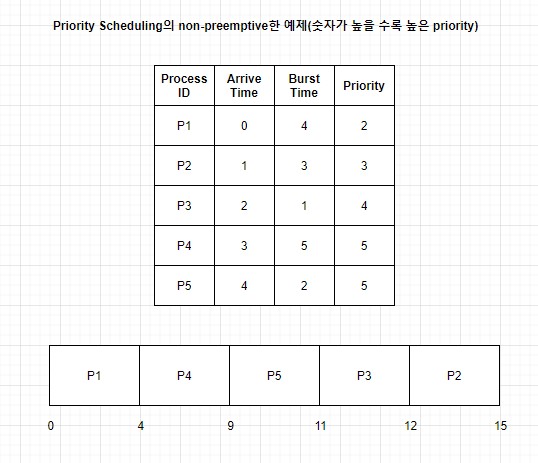 Priority Scheduling의 non-preemptive한 예제(숫자가 높을 수록 높은 priority)
Process ID Arrive Time Burst Time Priority
P1 0 4 2
P2 1 3 3
P3 2 1 4
P4 3 5 5
P5 4 2 5
P1 P4 P5 P3 P2
0 4 9 11 12 15